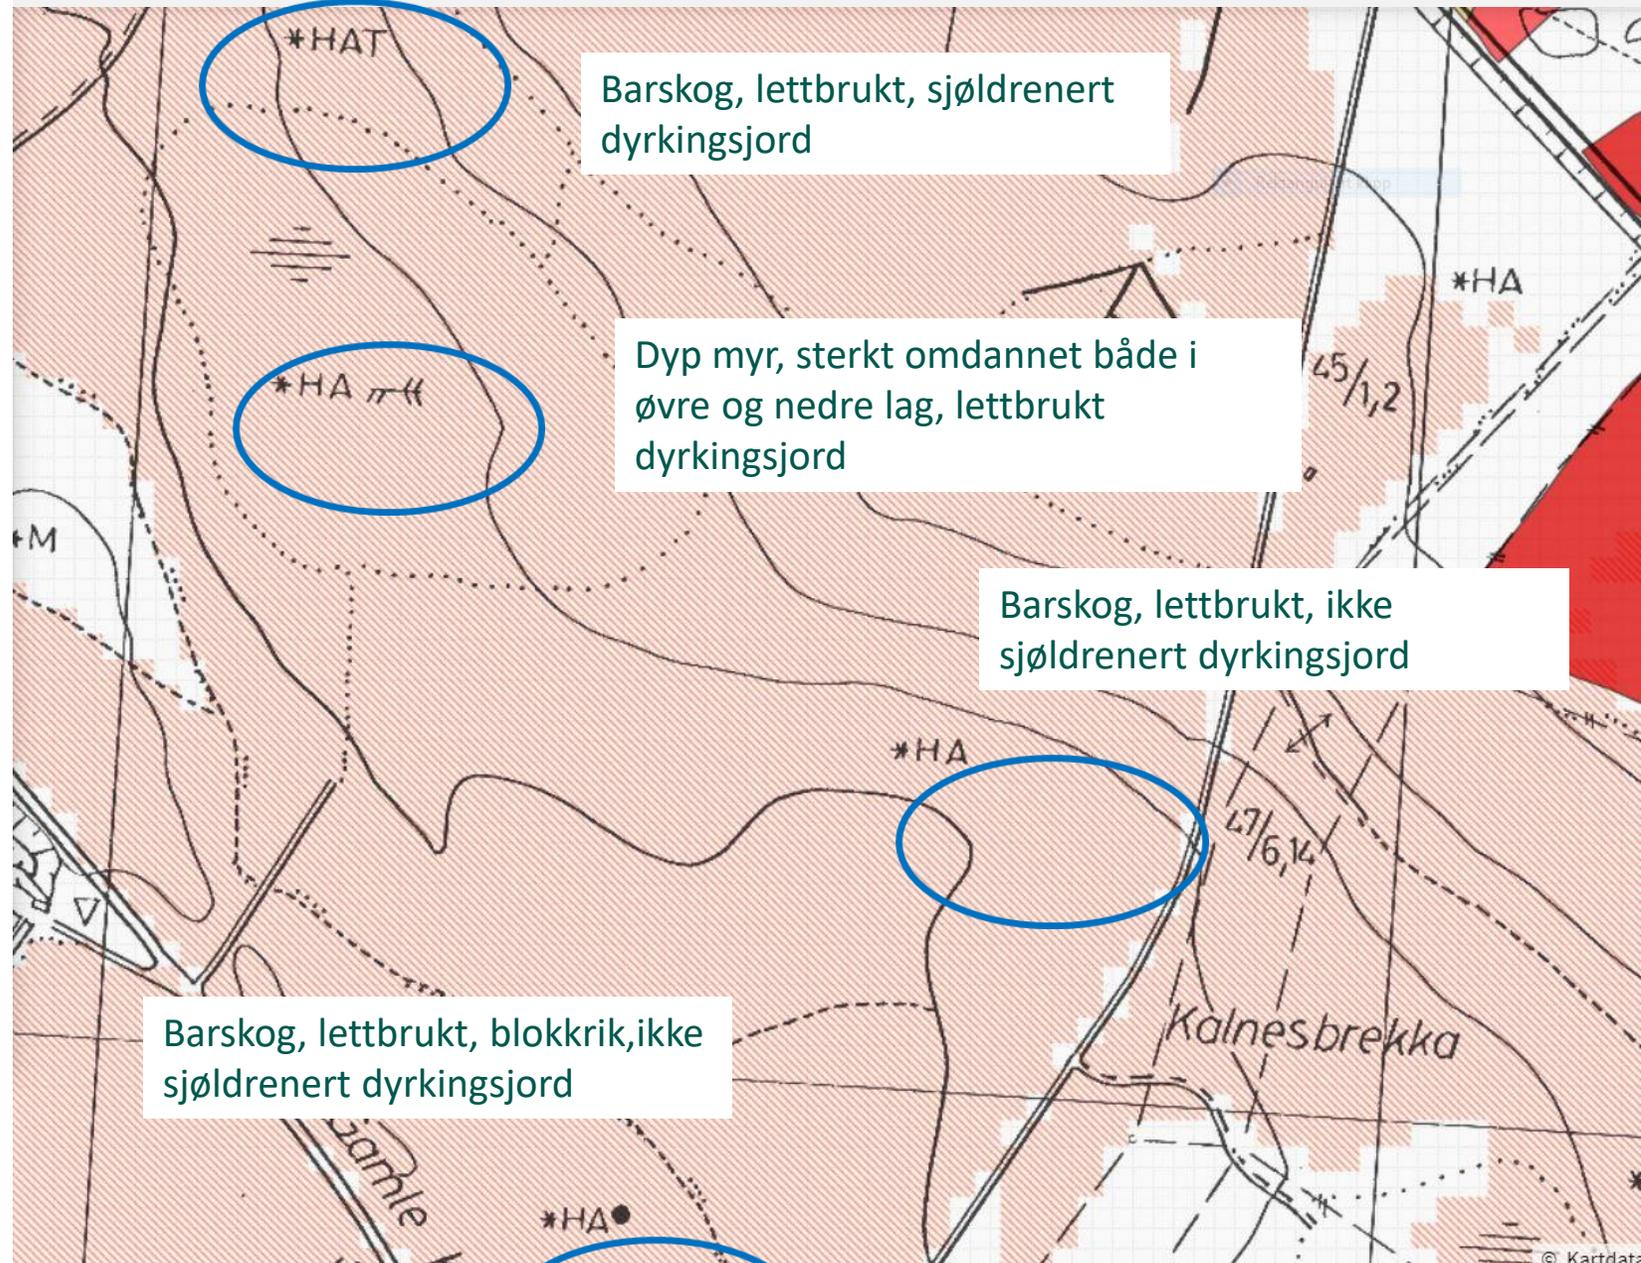 *HAT
Barskog, lettbrukt, sjøldrenert
dyrkingsjord
*HA
Dyp myr, sterkt omdannet både i
øvre og nedre lag, lettbrukt
dyrkingsjord
45/1,2
*HA
*M
Barskog, lettbrukt, ikke
sjøldrenert dyrkingsjord
*HA
47/6,14
Kalnesbrekka
Barskog, lettbrukt, blokkrik,ikke
sjøldrenert dyrkingsjord
Gamle
*HA●
© Kartdata